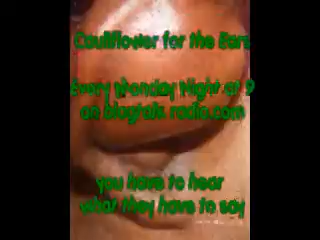 Cauliflower for the Ears
Every Monday Night at 9
on blogtalk radio.com
you have to hear
what they have to say